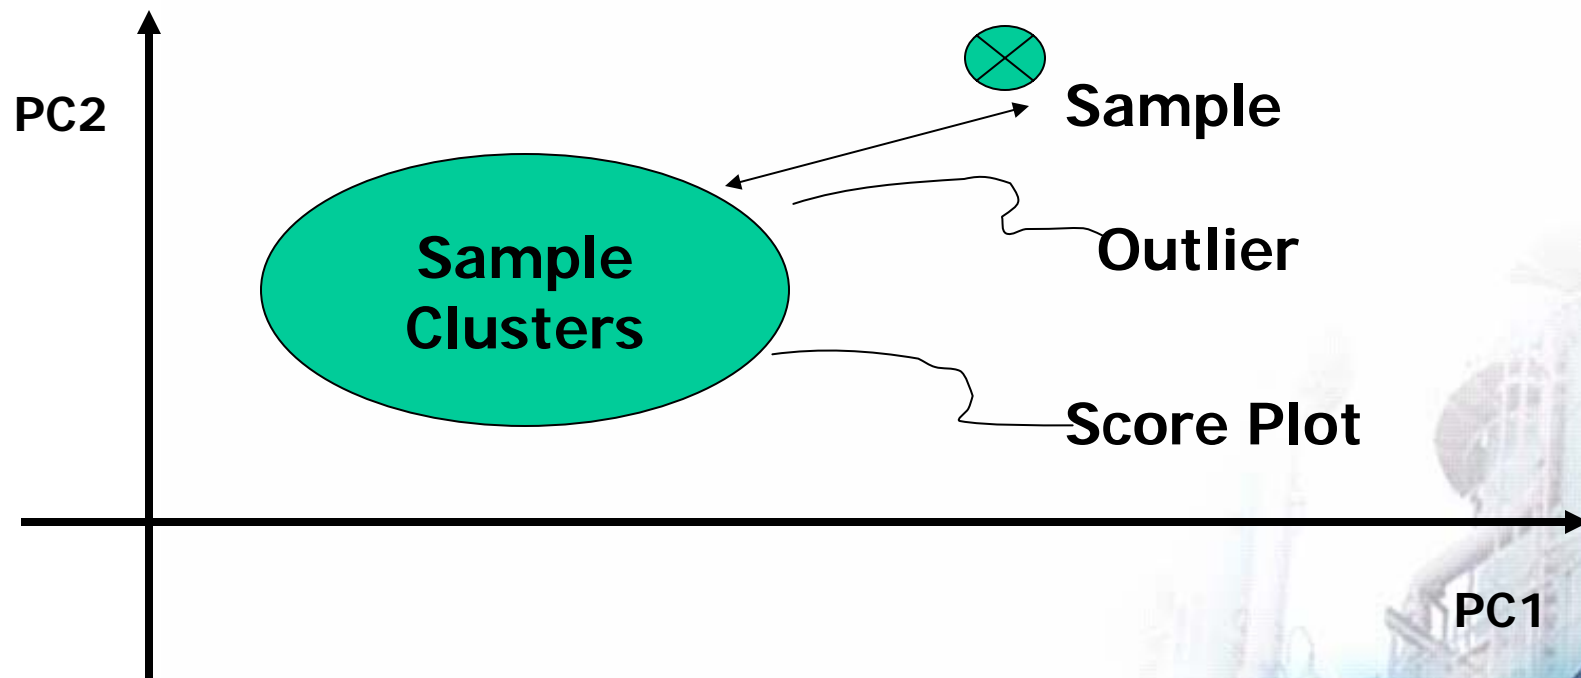 PC2
Sample
Sample
Clusters
Outlier
Score Plot
PC1